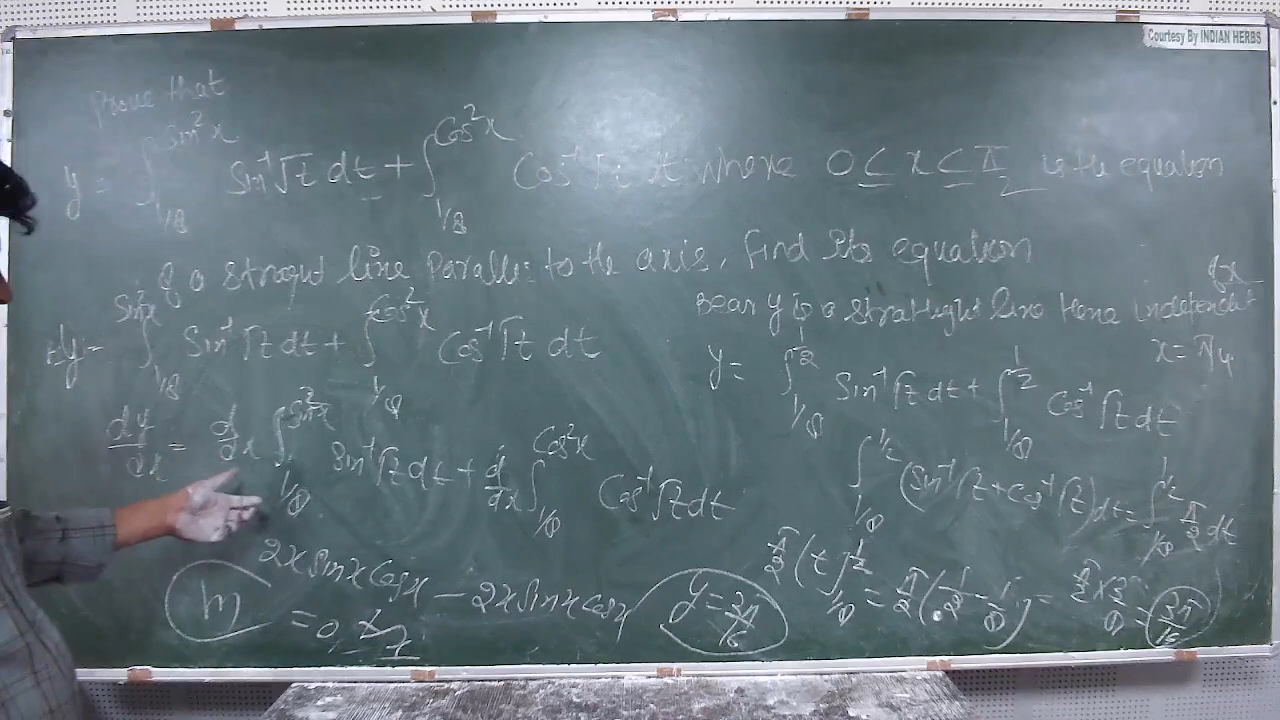 Courtesy By INDIAN HERBS
Prove that
y = ∫_{1/8}^{Sin²x} Sin⁻¹√t dt + ∫_{1/8}^{Cos²x} Cos⁻¹√t dt where 0 ≤ x ≤ π/2 is the equation
of a straight line parallel to the axis. Find its equation
y = ∫_{1/8}^{Sin²x} Sin⁻¹√t dt + ∫_{1/8}^{Cos²x} Cos⁻¹√t dt
dy/dx = d/dx ∫_{1/8}^{Sin²x} Sin⁻¹√t dt + d/dx ∫_{1/8}^{Cos²x} Cos⁻¹√t dt
2x sinx cosx − 2x sinx cosx
m = 0
y is a straight line Hence independent of x
x = π/4
y = ∫_{1/8}^{1/2} Sin⁻¹√t dt + ∫_{1/8}^{1/2} Cos⁻¹√t dt
∫_{1/8}^{1/2} (Sin⁻¹√t + Cos⁻¹√t) dt = ∫_{1/8}^{1/2} π/2 dt
π/2 (t)_{1/8}^{1/2} = π/2 (1/2 − 1/8) = π/2 × 3/8 = 3π/16
y = 3π/16